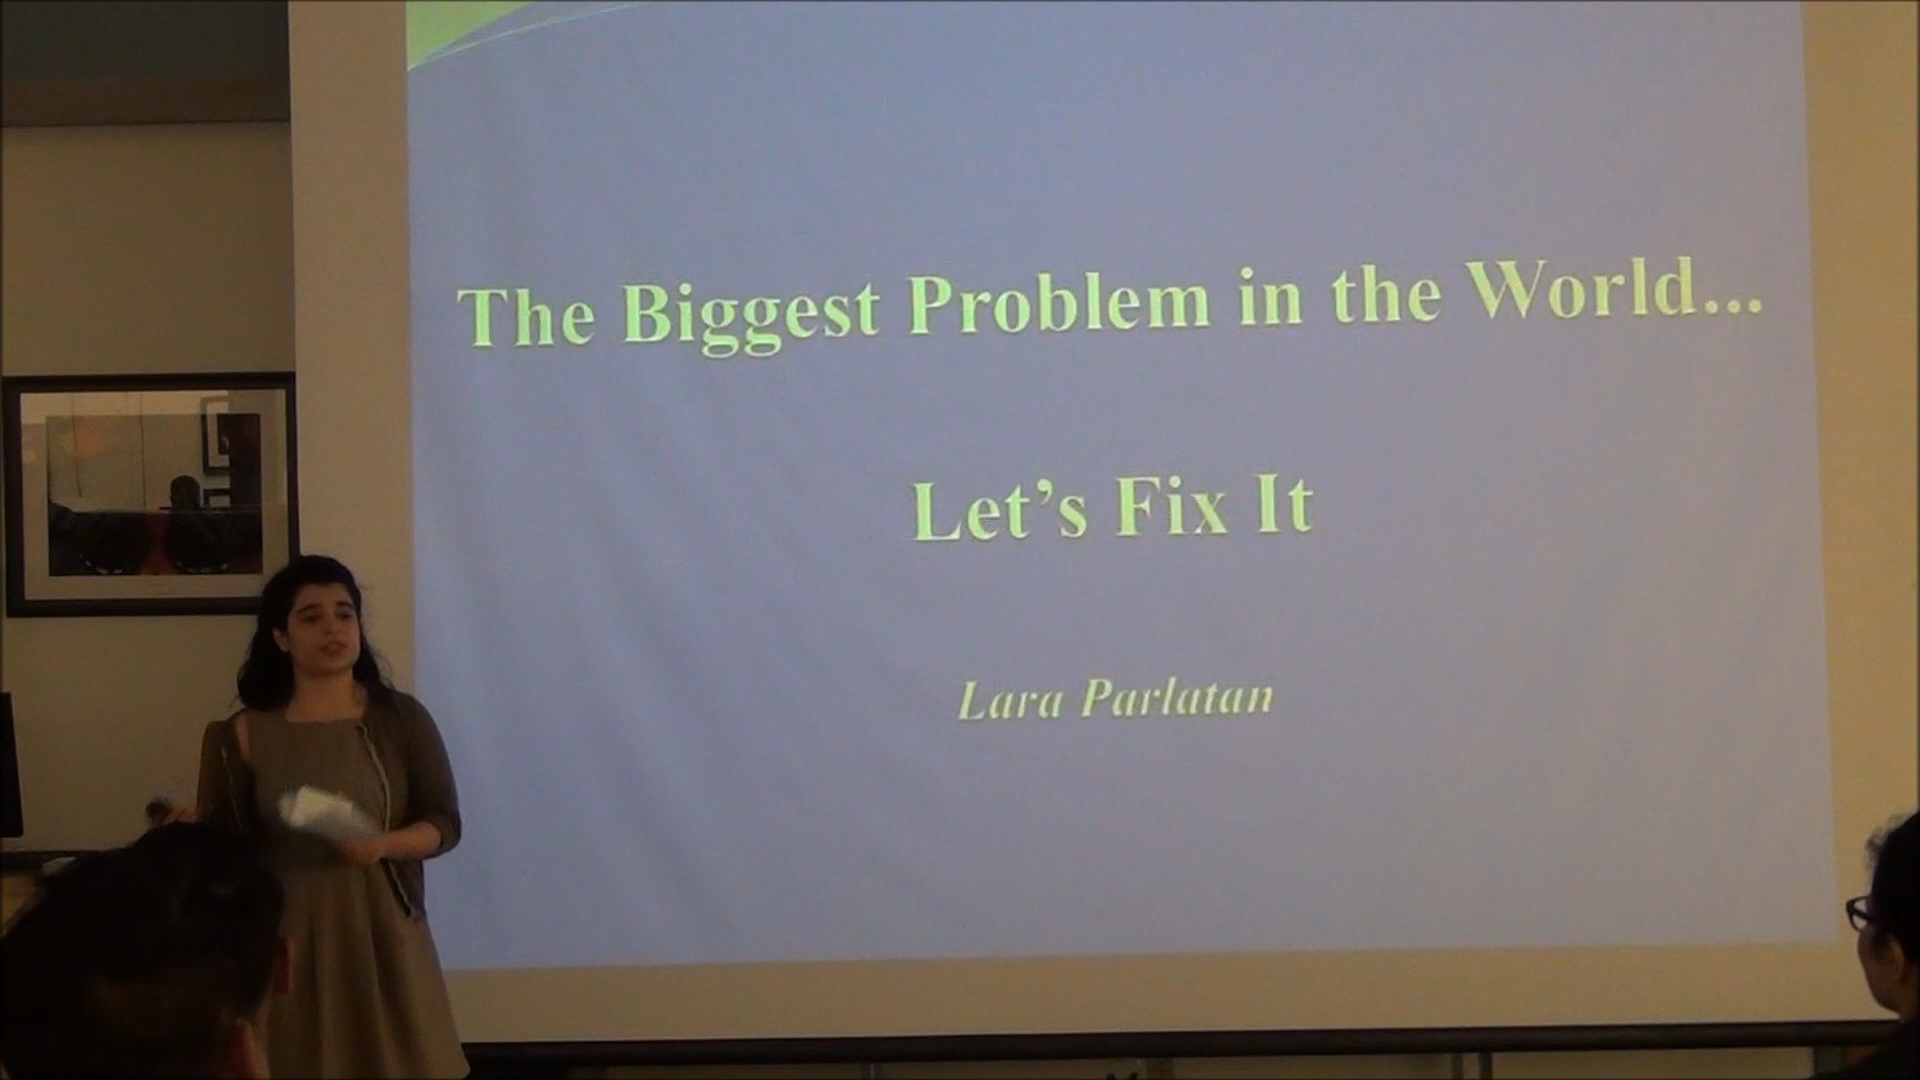 The Biggest Problem in the World...
Let’s Fix It
Lara Parlatan